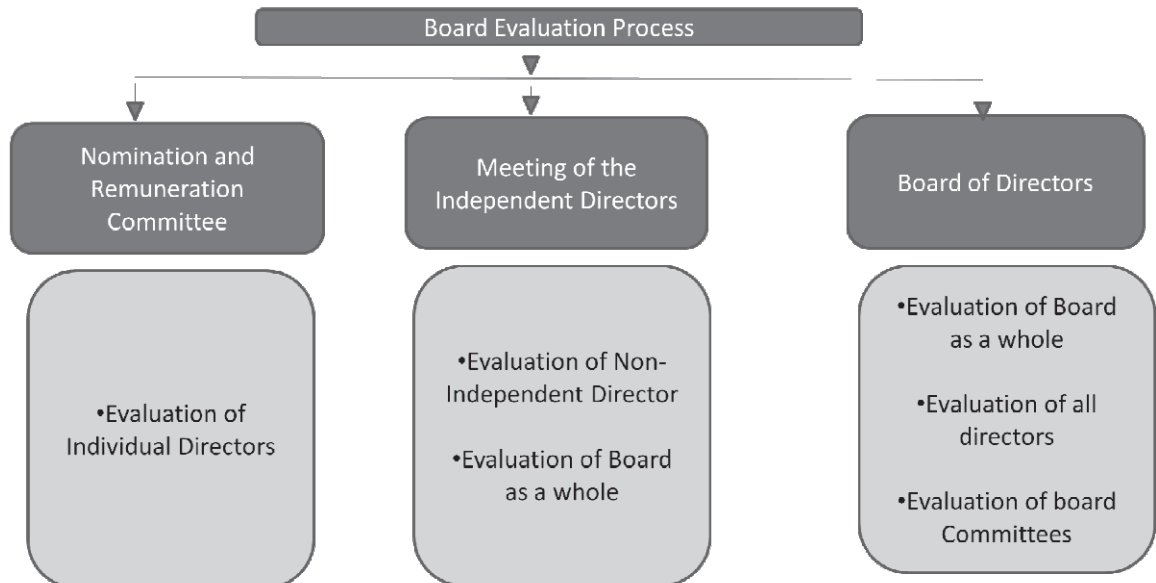 Board Evaluation Process
Nomination and
Remuneration
Committee
Meeting of the
Independent Directors
Board of Directors
•Evaluation of
Individual Directors
•Evaluation of Non-
Independent Director
•Evaluation of Board
as a whole
•Evaluation of Board
as a whole
•Evaluation of all
directors
•Evaluation of board
Committees